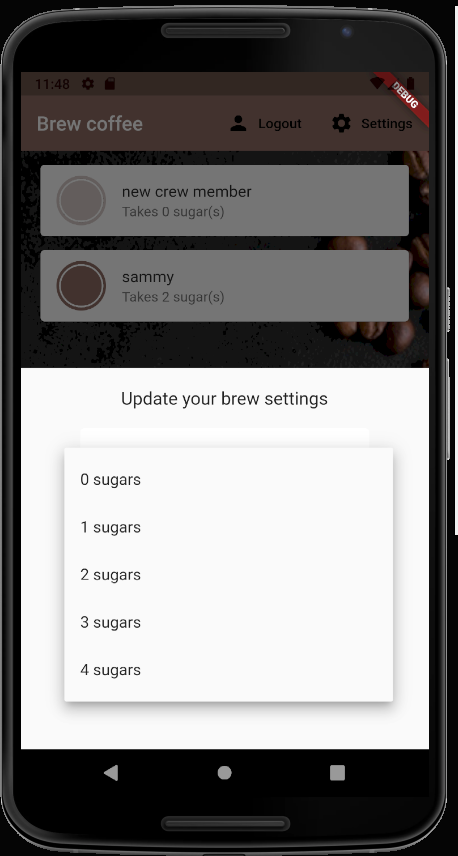 11:48
DEBUG
Brew coffee
Logout
Settings
new crew member
Takes 0 sugar(s)
sammy
Takes 2 sugar(s)
Update your brew settings
0 sugars
1 sugars
2 sugars
3 sugars
4 sugars